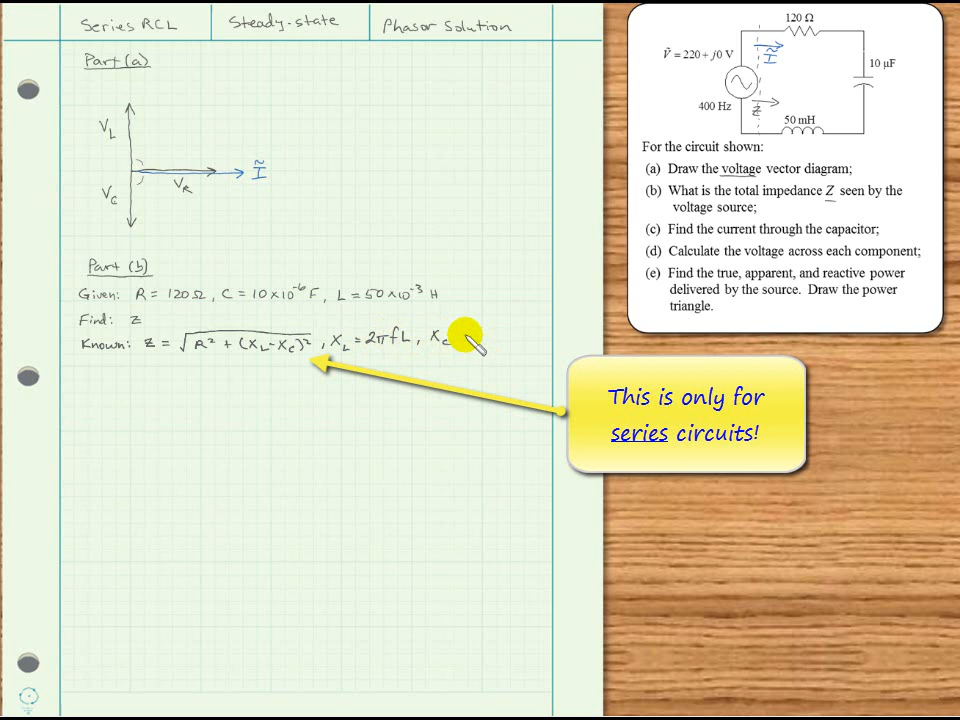 Series RCL Steady-state Phasor Solution
Part (a)
V_L
V_C
V_R
Ĩ
Part (b)
Given: R = 120Ω, C = 10×10⁻⁶ F, L = 50×10⁻³ H
Find: Z
Known: Z = √(R² + (X_L-X_C)²), X_L = 2πfL, X_C
This is only for
series circuits!
120 Ω
Ṽ = 220 + j0 V
Ĩ
10 µF
400 Hz
Z
50 mH
For the circuit shown:
(a) Draw the voltage vector diagram;
(b) What is the total impedance Z seen by the
voltage source;
(c) Find the current through the capacitor;
(d) Calculate the voltage across each component;
(e) Find the true, apparent, and reactive power
delivered by the source. Draw the power
triangle.